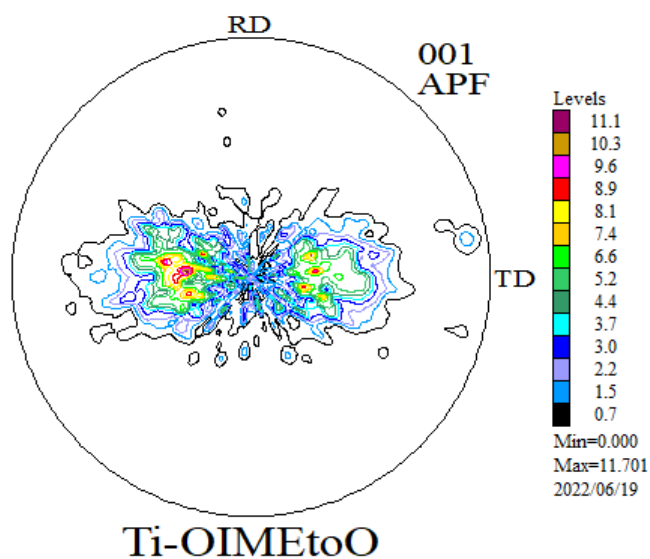 RD
001
APF
TD
Levels
11.1
10.3
9.6
8.9
8.1
7.4
6.6
5.2
4.4
3.7
3.0
2.2
1.5
0.7
Min=0.000
Max=11.701
2022/06/19
Ti-OIMEtoO